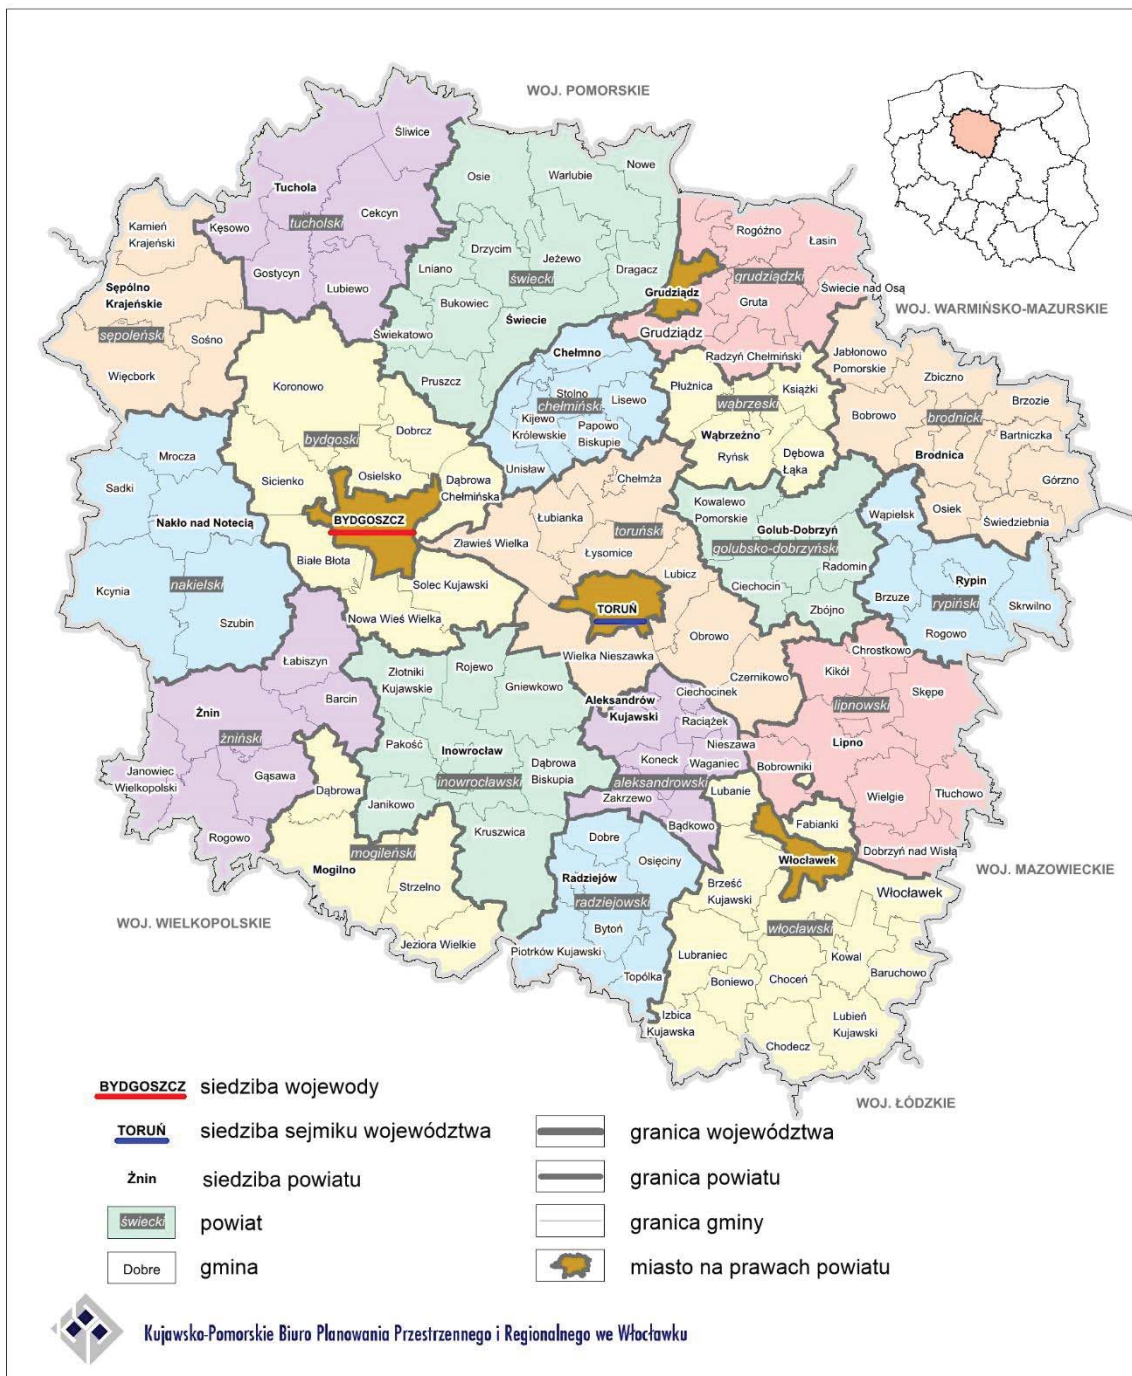 WOJ. POMORSKIE
Śliwice
Nowe
Osie
Warlubie
Tuchola
Cekcyn
Kęsowo
tucholski
Kamień
Krajeński
Rogóźno
Łasin
Drzycim
Jeżewo
Lniano
Dragacz
Gostycyn
świecki
grudziądzki
Lubiewo
Sępólno
Krajeńskie
Świecie nad Osą
Grudziądz
Gruta
Bukowiec
WOJ. WARMIŃSKO-MAZURSKIE
Świecie
Świekatowo
Grudziądz
sępoleński
Sośno
Chełmno
Radzyń Chełmiński
Jabłonowo
Pomorskie
Zbiczno
Więcbork
Koronowo
Pruszcz
Płużnica
Książki
Stolno
Lisewo
chełmiński
wąbrzeski
Brzozie
Bobrowo
brodnicki
Kijewo
Królewskie
Papowo
Biskupie
Dobrcz
bydgoski
Wąbrzeźno
Bartniczka
Ryńsk
Dębowa
Łąka
Brodnica
Mrocza
Unisław
Osielsko
Dąbrowa
Chełmińska
Chełmża
Sadki
Sicienko
Górzno
Kowalewo
Pomorskie
Osiek
Wąpielsk
Nakło nad Notecią
BYDGOSZCZ
Łubianka
toruński
Golub-Dobrzyń
Świedziebnia
Zławieś Wielka
Łysomice
golubsko-dobrzyński
Białe Błota
Radomin
Lubicz
Rypin
Kcynia
nakielski
Solec Kujawski
Ciechocin
Brzuze
rypiński
Skrwilno
TORUŃ
Zbójno
Nowa Wieś Wielka
Szubin
Rogowo
Obrowo
Chrostkowo
Wielka Nieszawka
Łabiszyn
Złotniki
Kujawskie
Rojewo
Kikół
Czernikowo
Gniewkowo
Ciechocinek
Skępe
Aleksandrów
Kujawski
Barcin
lipnowski
Żnin
Raciążek
żniński
Pakość
Inowrocław
Nieszawa
Lipno
Koneck
Waganiec
Dąbrowa
Biskupia
Bobrowniki
Janowiec
Wielkopolski
Gąsawa
inowrocławski
aleksandrowski
Dąbrowa
Lubanie
Tłuchowo
Janikowo
Zakrzewo
Wielgie
Rogowo
Fabianki
Kruszwica
Bądkowo
Dobre
mogileński
Osięciny
Dobrzyń nad Wisłą
Włocławek
Mogilno
Radziejów
WOJ. MAZOWIECKIE
Strzelno
Brześć
Kujawski
Włocławek
radziejowski
WOJ. WIELKOPOLSKIE
Bytoń
włocławski
Jeziora Wielkie
Piotrków Kujawski
Lubraniec
Kowal
Topólka
Boniewo
Choceń
Baruchowo
Izbica
Kujawska
Lubień
Kujawski
Chodecz
WOJ. ŁÓDZKIE
BYDGOSZCZ siedziba wojewody
TORUŃ siedziba sejmiku województwa
Żnin siedziba powiatu
świecki powiat
Dobre gmina
granica województwa
granica powiatu
granica gminy
miasto na prawach powiatu
Kujawsko-Pomorskie Biuro Planowania Przestrzennego i Regionalnego we Włocławku